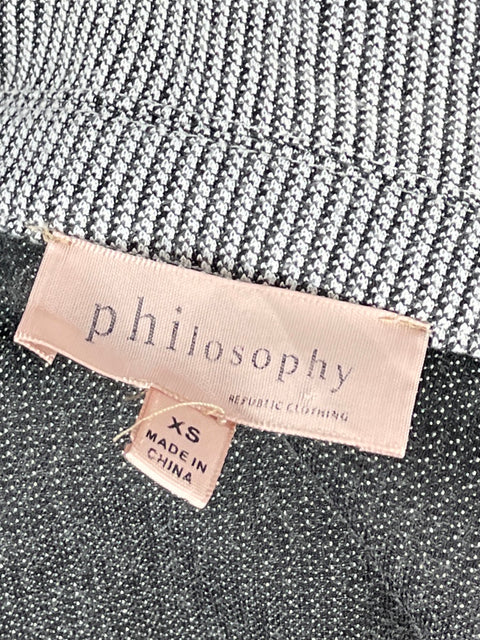 philosophy
REPUBLIC CLOTHING
XS
MADE IN
CHINA